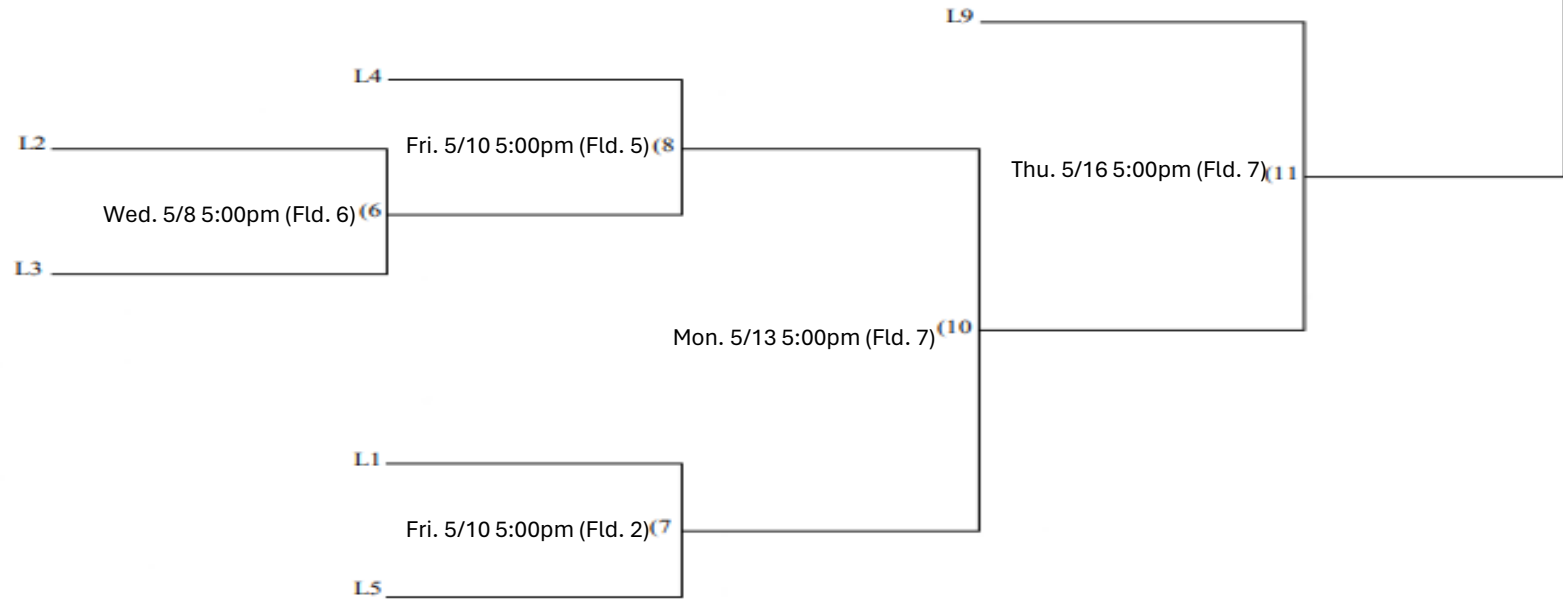 L9
L4
L2
Fri. 5/10 5:00pm (Fld. 5) (8
Thu. 5/16 5:00pm (Fld. 7)(11
Wed. 5/8 5:00pm (Fld. 6) (6
L3
Mon. 5/13 5:00pm (Fld. 7)(10
L1
Fri. 5/10 5:00pm (Fld. 2)(7
L5